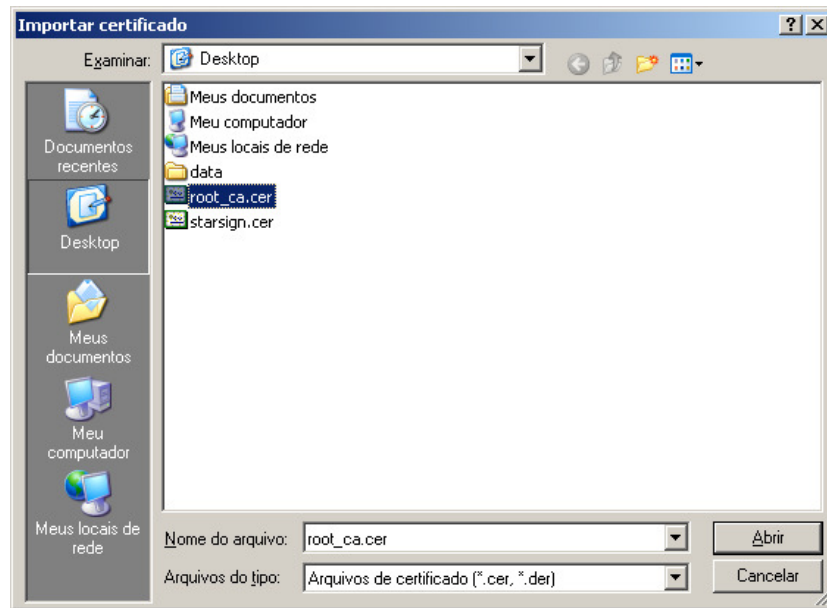 Importar certificado
Examinar: Desktop
Meus documentos
Meu computador
Meus locais de rede
data
root_ca.cer
starsign.cer
Documentos
recentes
Desktop
Meus
documentos
Meu
computador
Meus locais de
rede
Nome do arquivo: root_ca.cer Abrir
Arquivos do tipo: Arquivos de certificado (*.cer, *.der) Cancelar